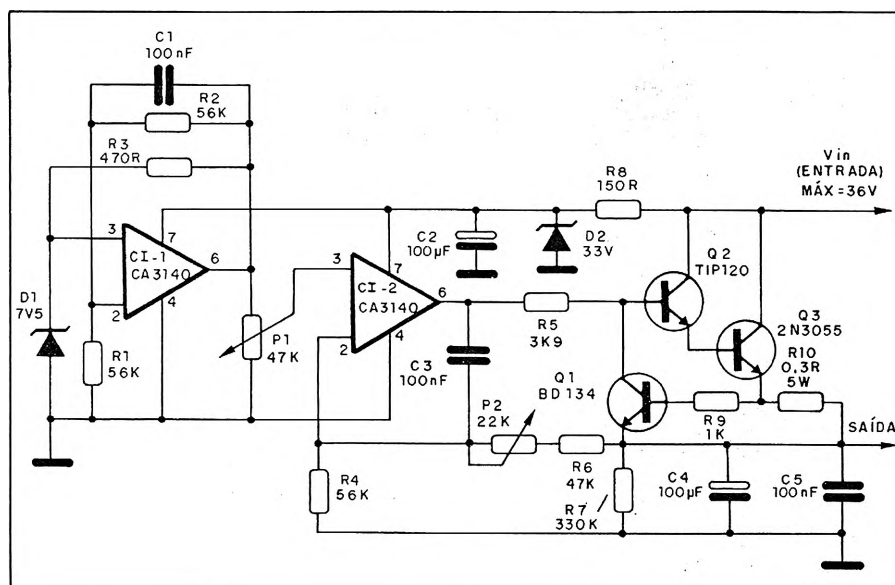 C1
100nF
R2
56K
R3
470R
3
2
7
6
4
CI-1
CA3140
D1
7V5
R1
56K
P1
47K
3
2
7
6
4
CI-2
CA3140
C2
100µF
D2
33V
R8
150R
Vin
(ENTRADA)
MÁX=36V
Q2
TIP120
Q3
2N3055
R10
0,3R
5W
R5
3K9
C3
100nF
Q1
BD134
P2
22K
R9
1K
SAÍDA
R4
56K
R6
47K
R7
330K
C4
100µF
C5
100nF